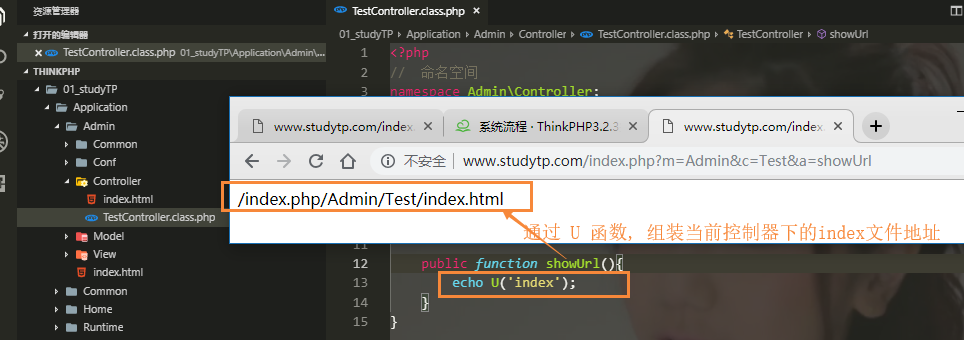 资源管理器
打开的编辑器
TestController.class.php 01_studyTP\Application\Admin\...
THINKPHP
01_studyTP
Application
Admin
Common
Conf
Controller
index.html
TestController.class.php
Model
View
index.html
Common
Home
Runtime
TestController.class.php ×
01_studyTP › Application › Admin › Controller › TestController.class.php › TestController › showUrl
1 <?php
2 // 命名空间
3 namespace Admin\Controller;
www.studytp.com/index. ×
系统流程 · ThinkPHP3.2.3 ×
www.studytp.com/index. ×
不安全 | www.studytp.com/index.php?m=Admin&c=Test&a=showUrl
/index.php/Admin/Test/index.html
通过 U 函数, 组装当前控制器下的index文件地址
11
12 public function showUrl(){
13 echo U('index');
14 }
15 }